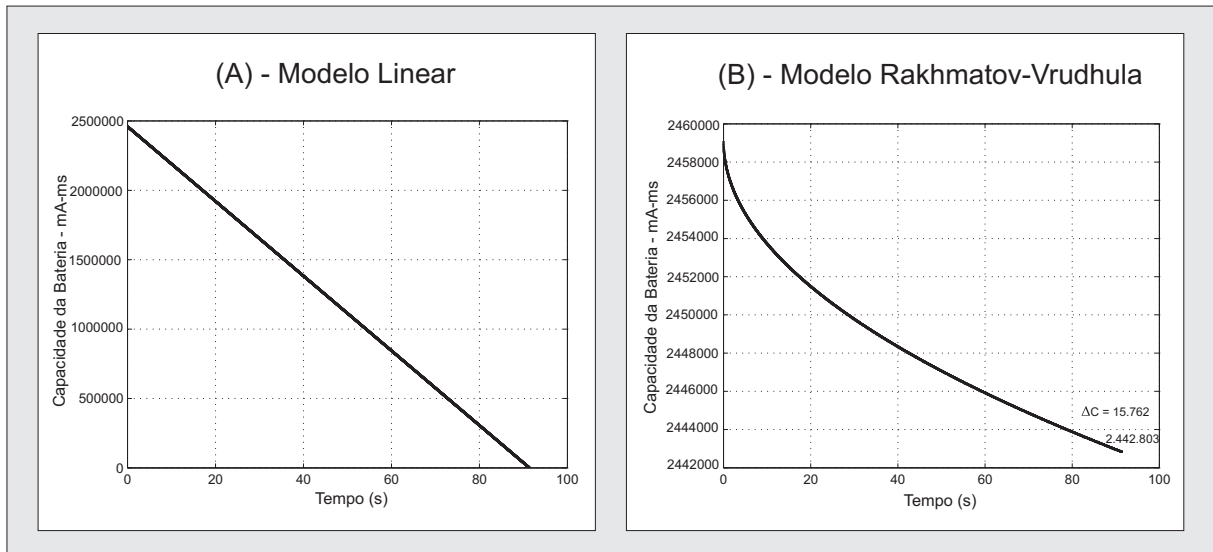 (A) - Modelo Linear
Capacidade da Bateria - mA-ms
2500000
2000000
1500000
1000000
500000
0
0 20 40 60 80 100
Tempo (s)
(B) - Modelo Rakhmatov-Vrudhula
Capacidade da Bateria - mA-ms
2460000
2458000
2456000
2454000
2452000
2450000
2448000
2446000
2444000
2442000
ΔC = 15.762
2.442.803
0 20 40 60 80 100
Tempo (s)